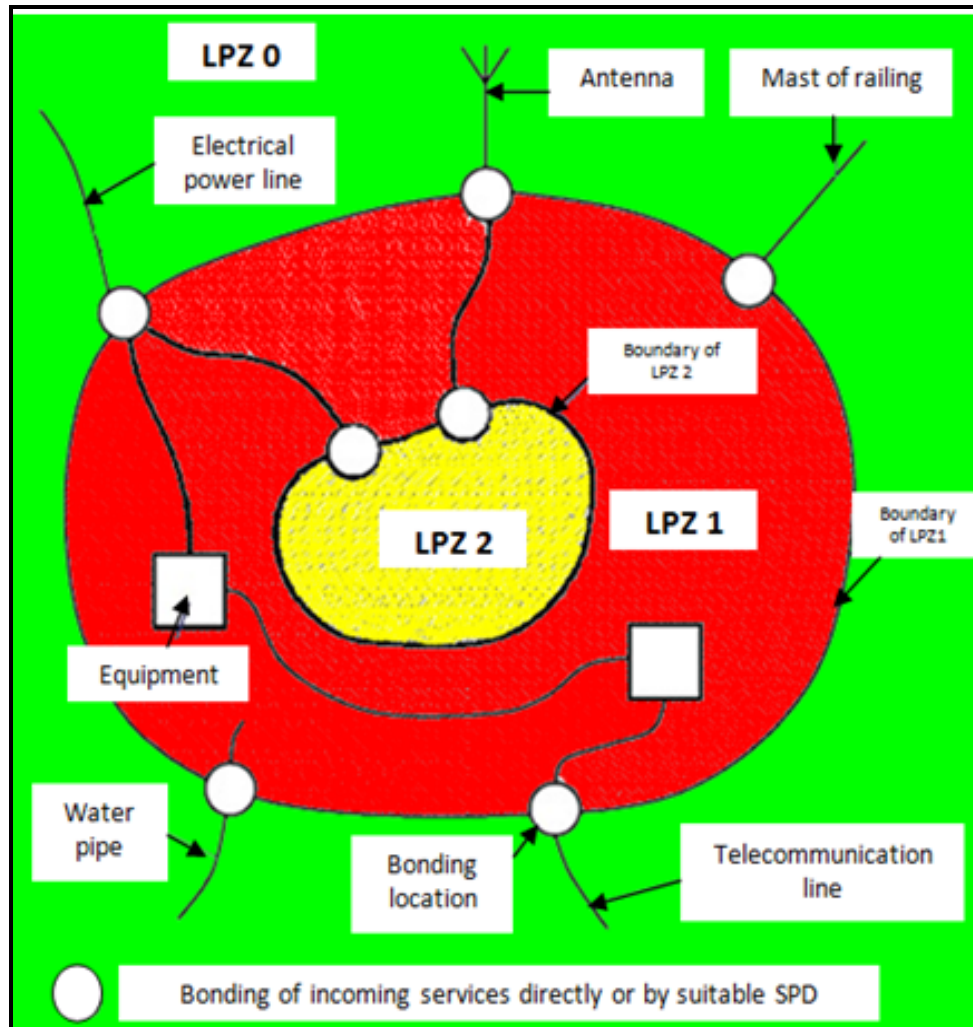 LPZ 0
Antenna
Mast of railing
Electrical
power line
Boundary of
LPZ 2
LPZ 1
LPZ 2
Boundary
of LPZ1
Equipment
Water
pipe
Bonding
location
Telecommunication
line
Bonding of incoming services directly or by suitable SPD